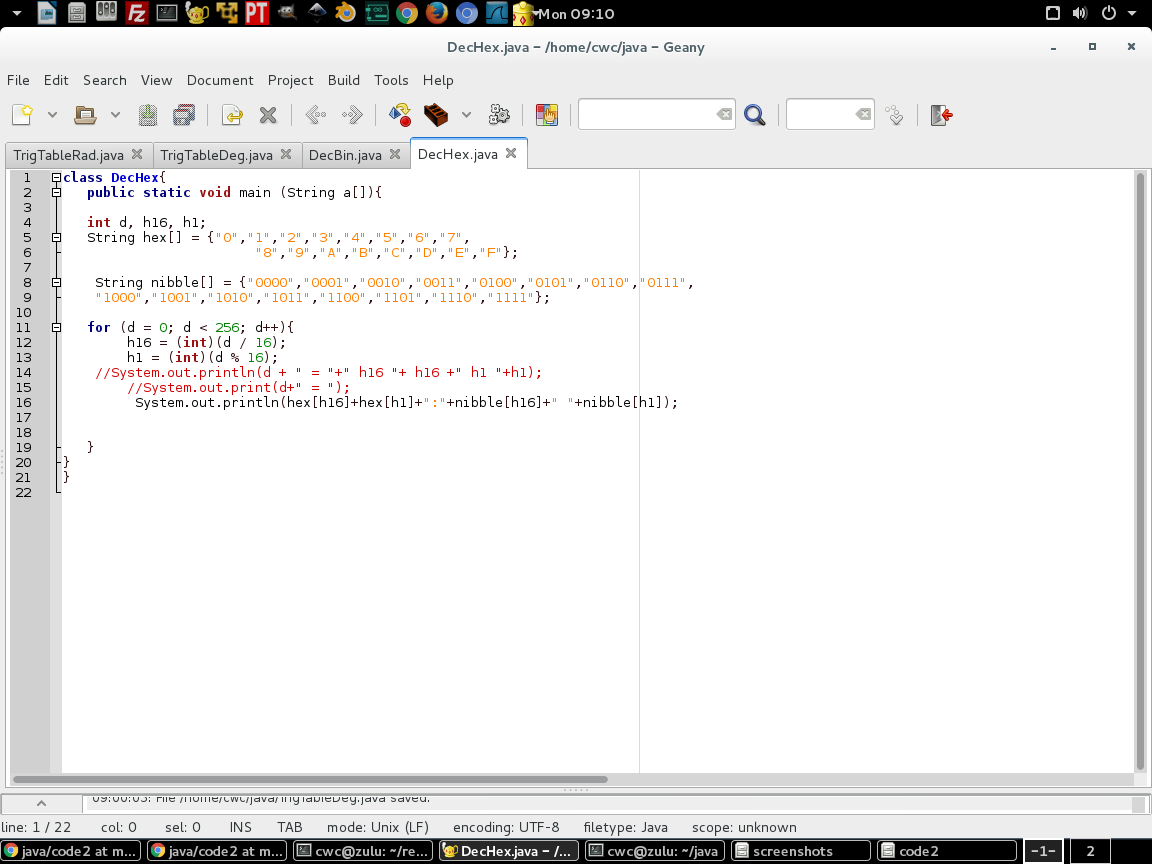 PT
Mon 09:10
DecHex.java – /home/cwc/java – Geany
File Edit Search View Document Project Build Tools Help
TrigTableRad.java TrigTableDeg.java DecBin.java DecHex.java
1 class DecHex{
2 public static void main (String a[]){
3
4 int d, h16, h1;
5 String hex[] = {"0","1","2","3","4","5","6","7",
6 "8","9","A","B","C","D","E","F"};
7
8 String nibble[] = {"0000","0001","0010","0011","0100","0101","0110","0111",
9 "1000","1001","1010","1011","1100","1101","1110","1111"};
10
11 for (d = 0; d < 256; d++){
12 h16 = (int)(d / 16);
13 h1 = (int)(d % 16);
14 //System.out.println(d + " = "+" h16 "+ h16 +" h1 "+h1);
15 //System.out.print(d+" = ");
16 System.out.println(hex[h16]+hex[h1]+":"+nibble[h16]+" "+nibble[h1]);
17
18
19 }
20 }
21 }
22
09:00:05: File /home/cwc/java/TrigTableDeg.java saved.
line: 1 / 22 col: 0 sel: 0 INS TAB mode: Unix (LF) encoding: UTF-8 filetype: Java scope: unknown
java/code2 at m... java/code2 at m... cwc@zulu: ~/re... DecHex.java – /... cwc@zulu: ~/java screenshots code2 -1- 2